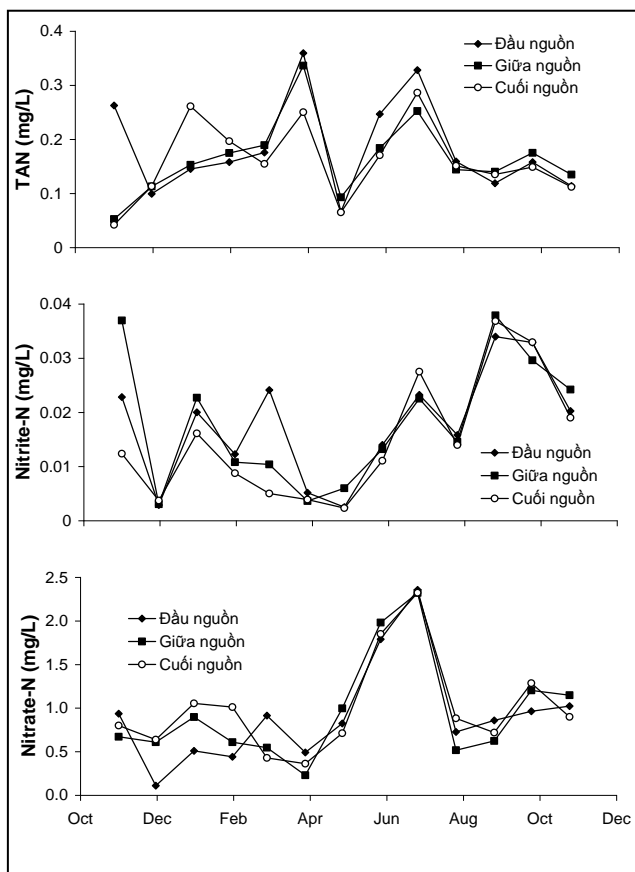 TAN (mg/L)
0.4
0.3
0.2
0.1
0
Đầu nguồn
Giữa nguồn
Cuối nguồn
Nitrite-N (mg/L)
0.04
0.03
0.02
0.01
0
Đầu nguồn
Giữa nguồn
Cuối nguồn
Nitrate-N (mg/L)
2.5
2.0
1.5
1.0
0.5
0.0
Đầu nguồn
Giữa nguồn
Cuối nguồn
Oct Dec Feb Apr Jun Aug Oct Dec